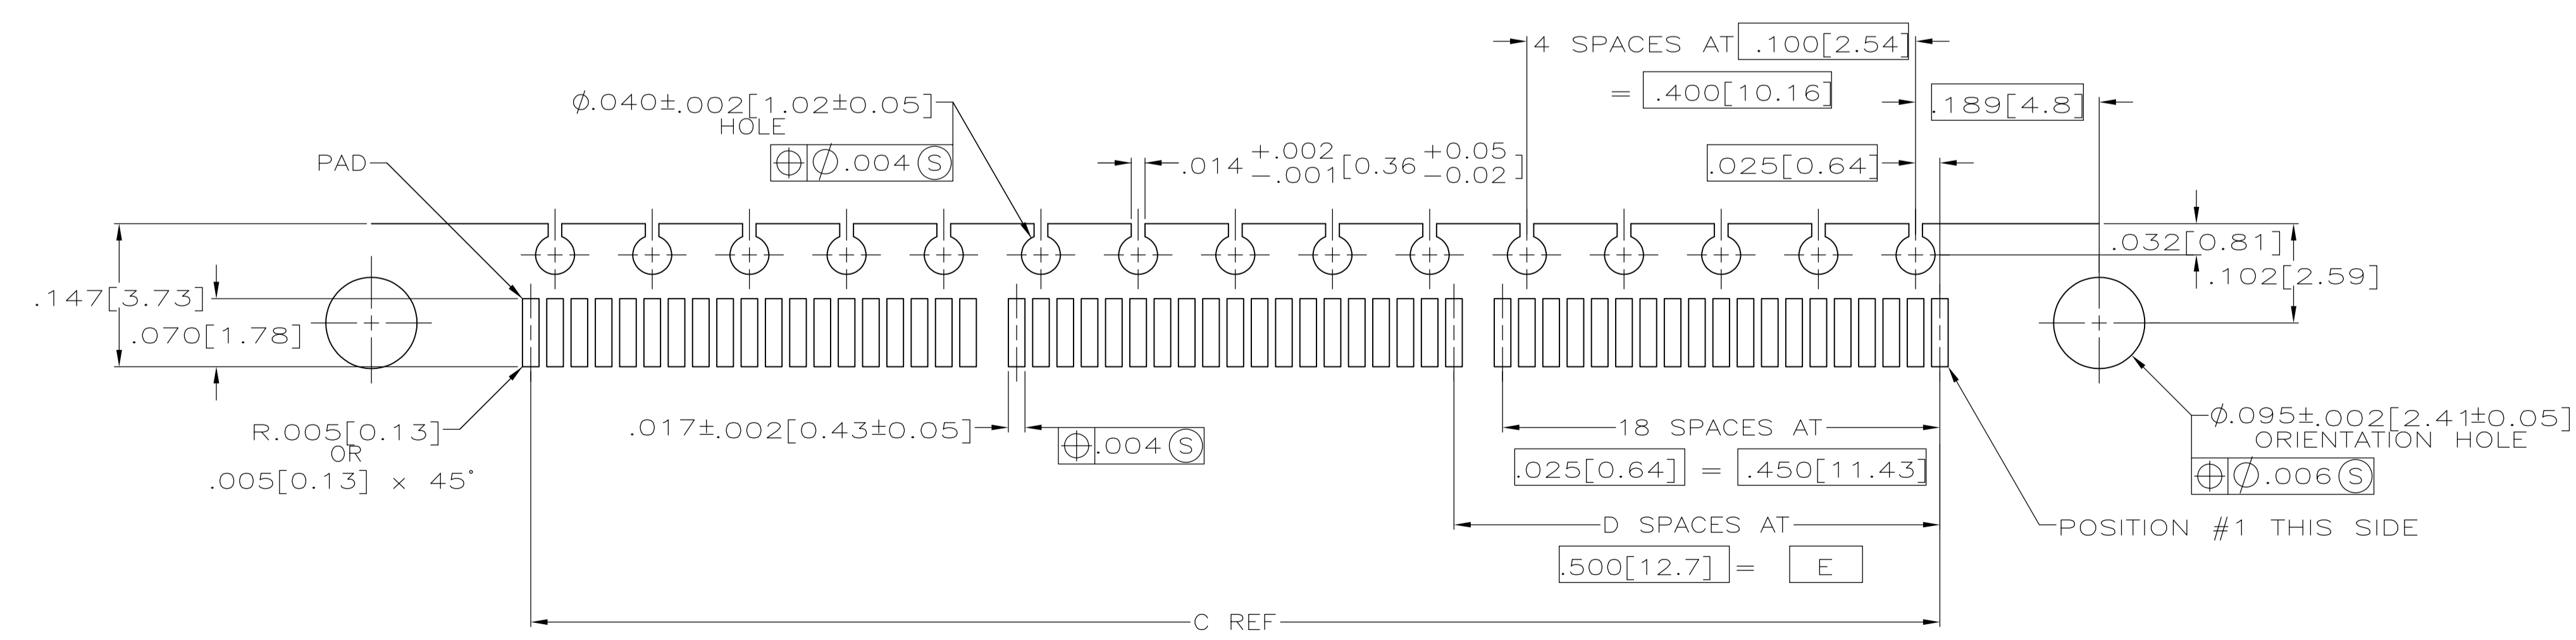 4 SPACES AT .100[2.54]
= .400[10.16]
.189[4.8]
Ø.040±.002[1.02±0.05]
HOLE
⌖ Ø.004 Ⓢ
.014 +.002 -.001 [0.36 +0.05 -0.02]
.025[0.64]
PAD
.032[0.81]
.102[2.59]
.147[3.73]
.070[1.78]
R.005[0.13]
OR
.005[0.13] x 45°
.017±.002[0.43±0.05]
⌖ .004 Ⓢ
18 SPACES AT
.025[0.64] = .450[11.43]
Ø.095±.002[2.41±0.05]
ORIENTATION HOLE
⌖ Ø.006 Ⓢ
D SPACES AT
.500[12.7] = E
POSITION #1 THIS SIDE
C REF